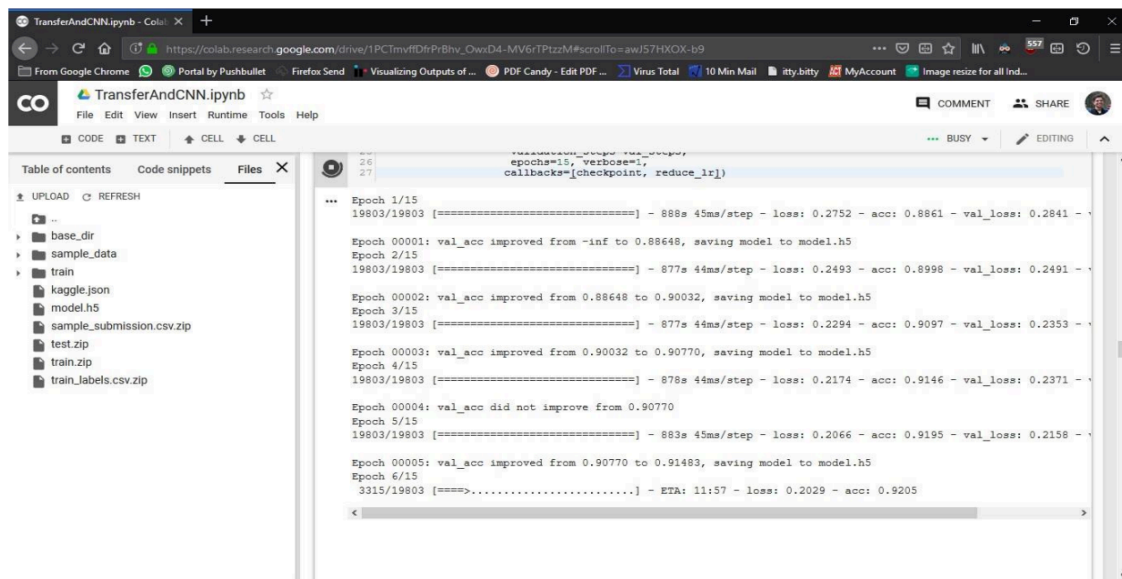 TransferAndCNN.ipynb - Colab
https://colab.research.google.com/drive/1PCTmvffDfrPrBhv_OwxD4-MV6rTPtzzM#scrollTo=awJ57HXOX-b9
557
From Google Chrome Portal by Pushbullet Firefox Send Visualizing Outputs of ... PDF Candy - Edit PDF ... Virus Total 10 Min Mail itty.bitty MyAccount Image resize for all Ind...
CO TransferAndCNN.ipynb
COMMENT SHARE
File Edit View Insert Runtime Tools Help
CODE TEXT CELL CELL
BUSY EDITING
Table of contents Code snippets Files
UPLOAD REFRESH
..
base_dir
sample_data
train
kaggle.json
model.h5
sample_submission.csv.zip
test.zip
train.zip
train_labels.csv.zip
26 epochs=15, verbose=1,
27 callbacks=[checkpoint, reduce_lr])
Epoch 1/15
19803/19803 [==============================] - 888s 45ms/step - loss: 0.2752 - acc: 0.8861 - val_loss: 0.2841 -
Epoch 00001: val_acc improved from -inf to 0.88648, saving model to model.h5
Epoch 2/15
19803/19803 [==============================] - 877s 44ms/step - loss: 0.2493 - acc: 0.8998 - val_loss: 0.2491 -
Epoch 00002: val_acc improved from 0.88648 to 0.90032, saving model to model.h5
Epoch 3/15
19803/19803 [==============================] - 877s 44ms/step - loss: 0.2294 - acc: 0.9097 - val_loss: 0.2353 -
Epoch 00003: val_acc improved from 0.90032 to 0.90770, saving model to model.h5
Epoch 4/15
19803/19803 [==============================] - 878s 44ms/step - loss: 0.2174 - acc: 0.9146 - val_loss: 0.2371 -
Epoch 00004: val_acc did not improve from 0.90770
Epoch 5/15
19803/19803 [==============================] - 883s 45ms/step - loss: 0.2066 - acc: 0.9195 - val_loss: 0.2158 -
Epoch 00005: val_acc improved from 0.90770 to 0.91483, saving model to model.h5
Epoch 6/15
3315/19803 [====>.........................] - ETA: 11:57 - loss: 0.2029 - acc: 0.9205